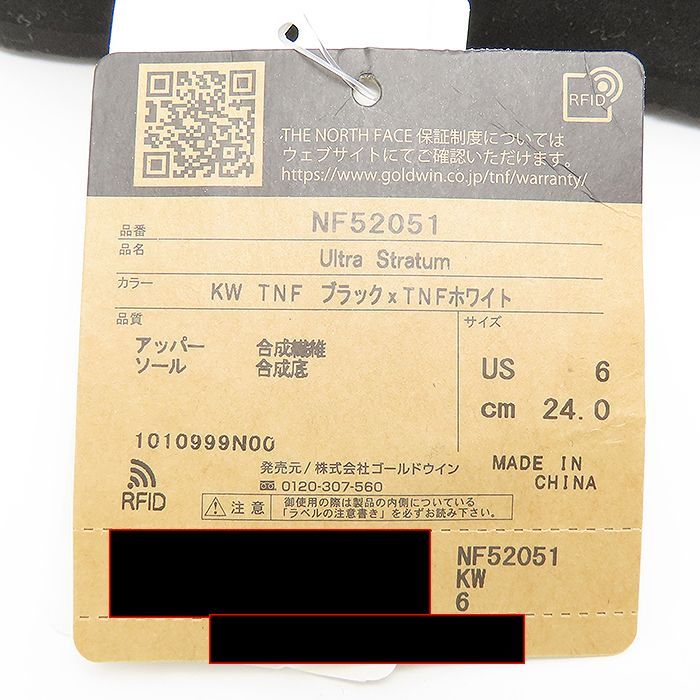 RFID
THE NORTH FACE 保証制度については
ウェブサイトにてご確認いただけます。
https://www.goldwin.co.jp/tnf/warranty/
品番 NF52051
品名 Ultra Stratum
カラー KW TNF ブラックxTNFホワイト
品質
アッパー 合成繊維
ソール 合成底
サイズ
US 6
cm 24.0
1010999N00
RFID
発売元/株式会社ゴールドウイン
0120-307-560
MADE IN
CHINA
注意
御使用の際は製品の内側についている
「ラベルの注意書き」を必ずお読み下さい。
NF52051
KW
6